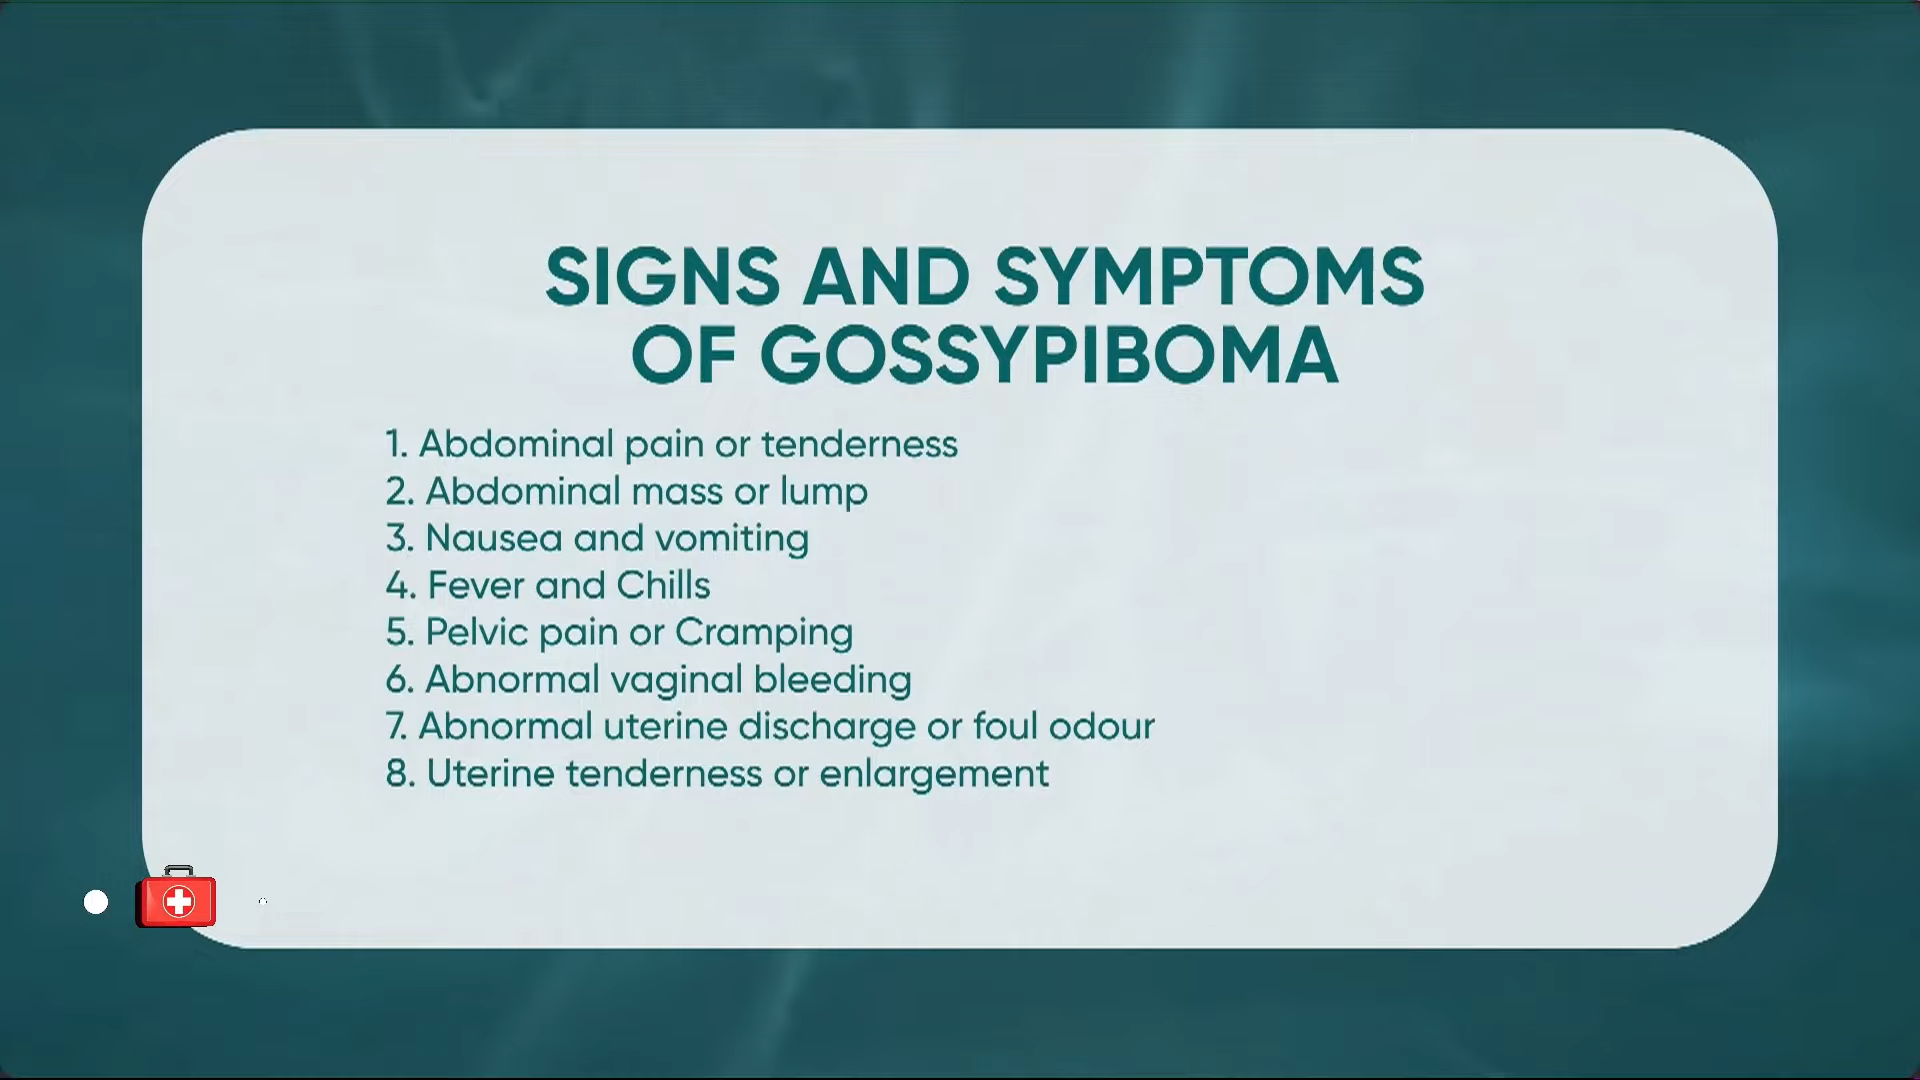 SIGNS AND SYMPTOMS
OF GOSSYPIBOMA
1. Abdominal pain or tenderness
2. Abdominal mass or lump
3. Nausea and vomiting
4. Fever and Chills
5. Pelvic pain or Cramping
6. Abnormal vaginal bleeding
7. Abnormal uterine discharge or foul odour
8. Uterine tenderness or enlargement